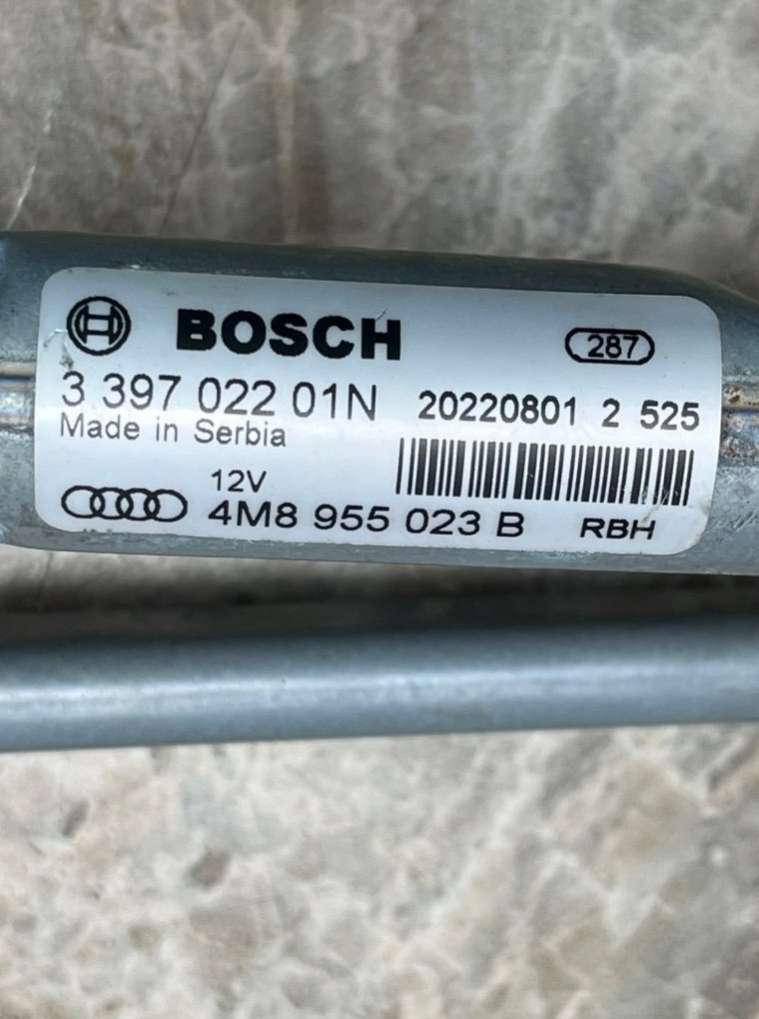 BOSCH 287
3 397 022 01N 20220801 2 525
Made in Serbia
12V
4M8 955 023 B RBH